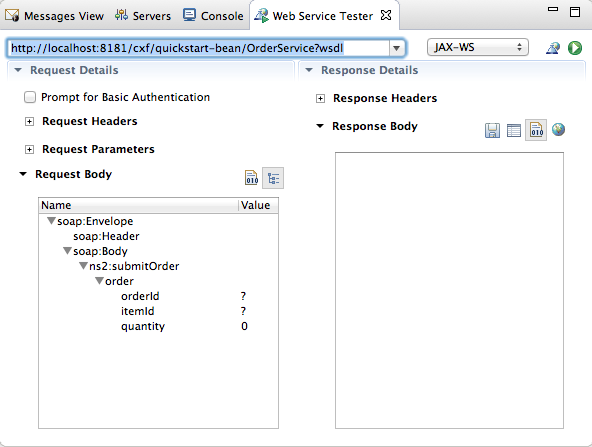 Messages View Servers Console Web Service Tester
http://localhost:8181/cxf/quickstart-bean/OrderService?wsdl JAX-WS
Request Details
Prompt for Basic Authentication
Request Headers
Request Parameters
Request Body
010
Name Value
soap:Envelope
soap:Header
soap:Body
ns2:submitOrder
order
orderId ?
itemId ?
quantity 0
Response Details
Response Headers
Response Body
010